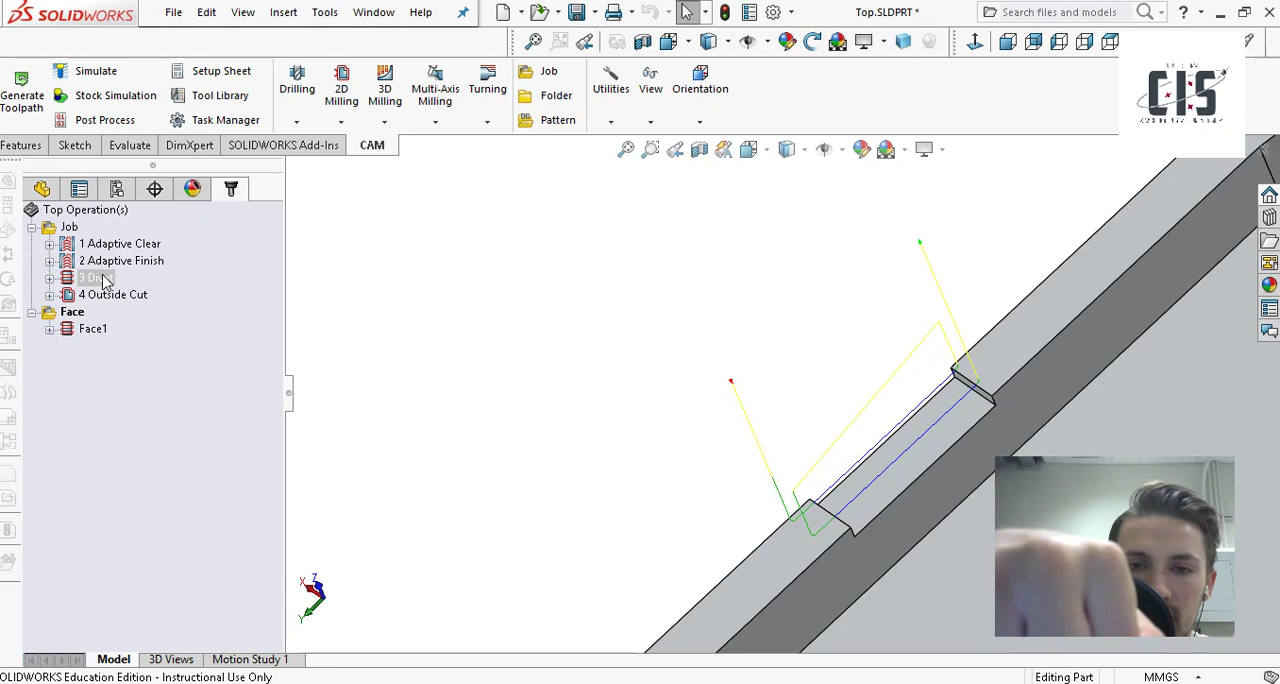 SOLIDWORKS File Edit View Insert Tools Window Help Top.SLDPRT * Search files and models
Simulate Setup Sheet Job
Generate Toolpath Stock Simulation Tool Library Drilling 2D Milling 3D Milling Multi-Axis Milling Turning Folder Utilities View Orientation
Post Process Task Manager Pattern
CIS
Features Sketch Evaluate DimXpert SOLIDWORKS Add-Ins CAM
Top Operation(s)
Job
1 Adaptive Clear
2 Adaptive Finish
4 Outside Cut
Face
Face1
X Z
Y
Model 3D Views Motion Study 1
OLIDWORKS Education Edition - Instructional Use Only Editing Part MMGS